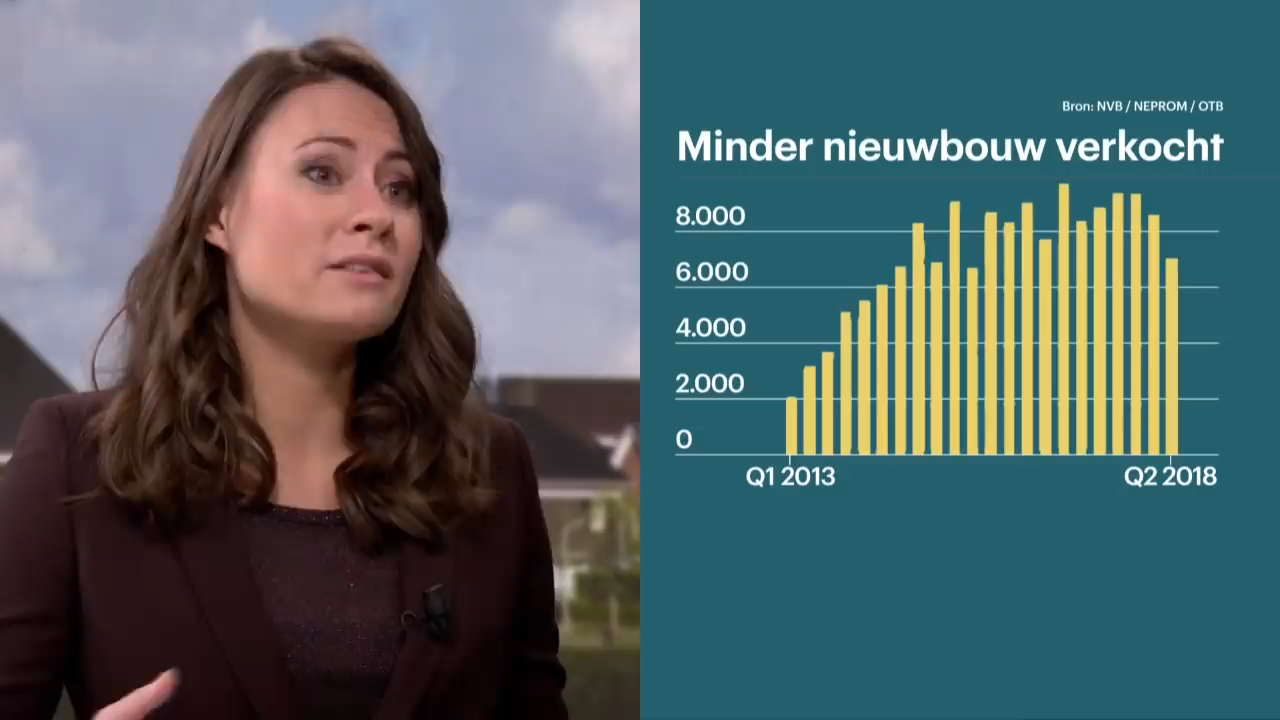 Bron: NVB / NEPROM / OTB
Minder nieuwbouw verkocht
8.000
6.000
4.000
2.000
0
Q1 2013
Q2 2018